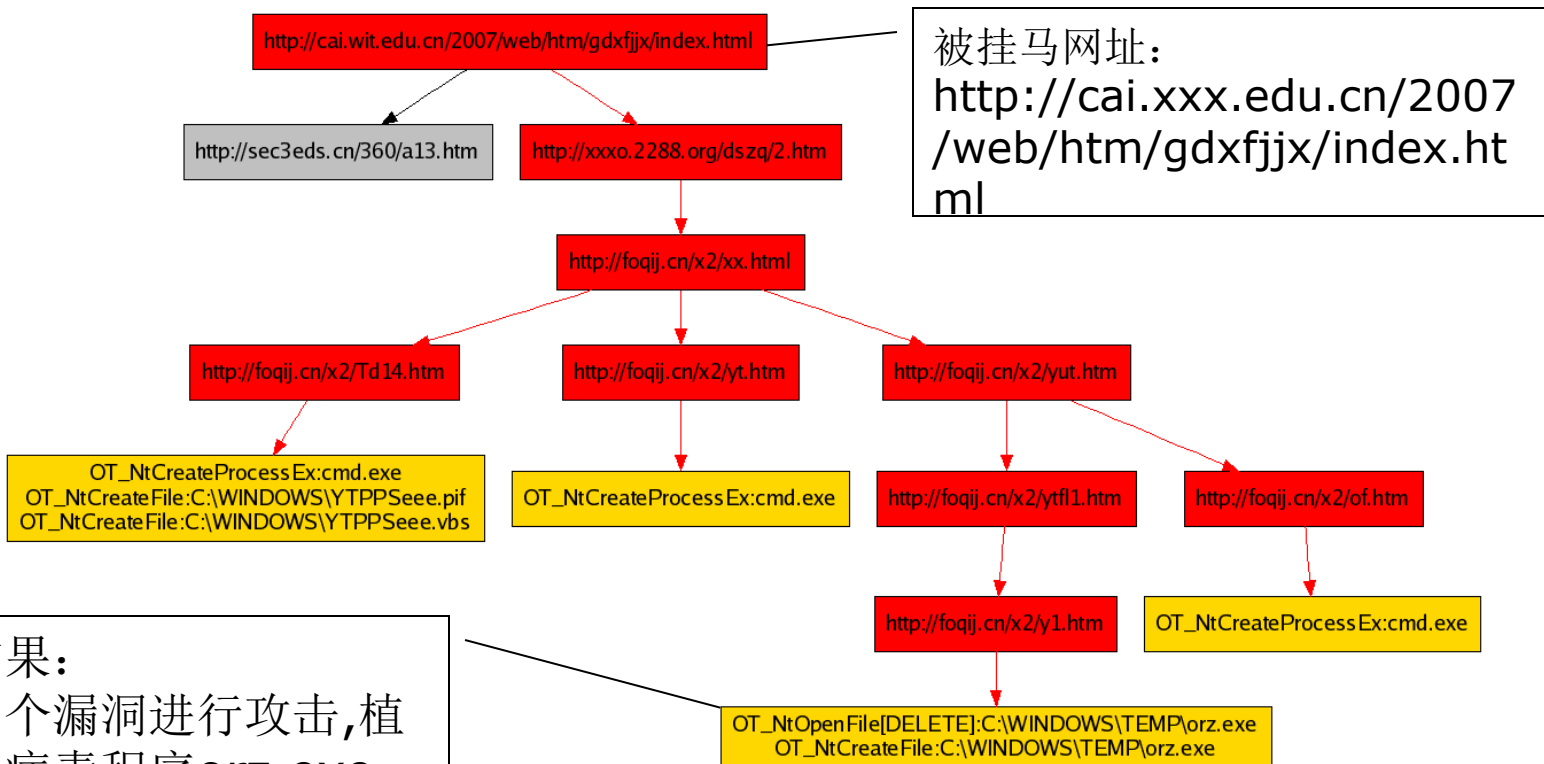 http://cai.wit.edu.cn/2007/web/htm/gdxfjjx/index.html
被挂马网址：
http://cai.xxx.edu.cn/2007
/web/htm/gdxfjjx/index.ht
ml
http://sec3eds.cn/360/a13.htm
http://xxxo.2288.org/dszq/2.htm
http://foqij.cn/x2/xx.html
http://foqij.cn/x2/Td14.htm
http://foqij.cn/x2/yt.htm
http://foqij.cn/x2/yut.htm
OT_NtCreateProcessEx:cmd.exe
OT_NtCreateFile:C:\WINDOWS\YTPPSeee.pif
OT_NtCreateFile:C:\WINDOWS\YTPPSeee.vbs
OT_NtCreateProcessEx:cmd.exe
http://foqij.cn/x2/ytfl1.htm
http://foqij.cn/x2/of.htm
http://foqij.cn/x2/y1.htm
OT_NtCreateProcessEx:cmd.exe
果：
个漏洞进行攻击,植
OT_NtOpenFile[DELETE]:C:\WINDOWS\TEMP\orz.exe
OT_NtCreateFile:C:\WINDOWS\TEMP\orz.exe